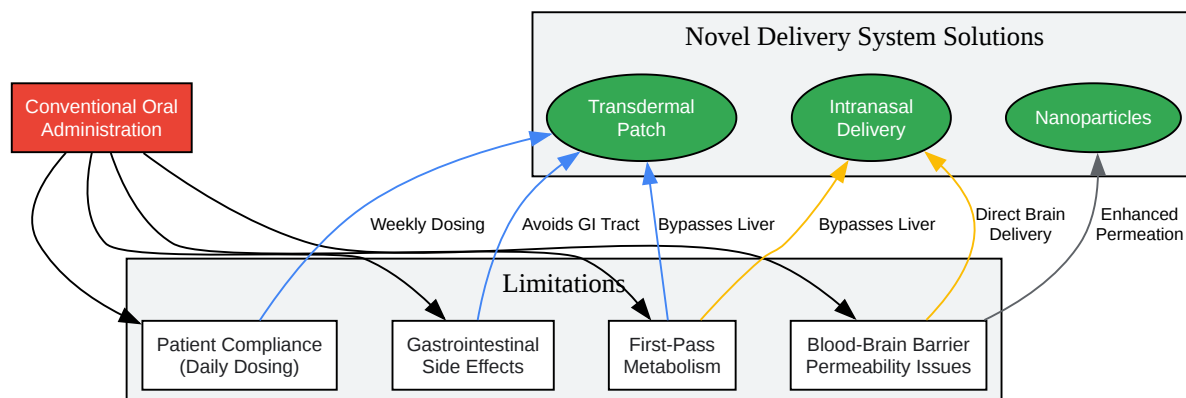 Novel Delivery System Solutions
Conventional Oral
Administration
Transdermal
Patch
Intranasal
Delivery
Nanoparticles
Weekly Dosing
Avoids GI Tract
Bypasses Liver
Bypasses Liver
Direct Brain
Delivery
Enhanced
Permeation
Limitations
Patient Compliance
(Daily Dosing)
Gastrointestinal
Side Effects
First-Pass
Metabolism
Blood-Brain Barrier
Permeability Issues